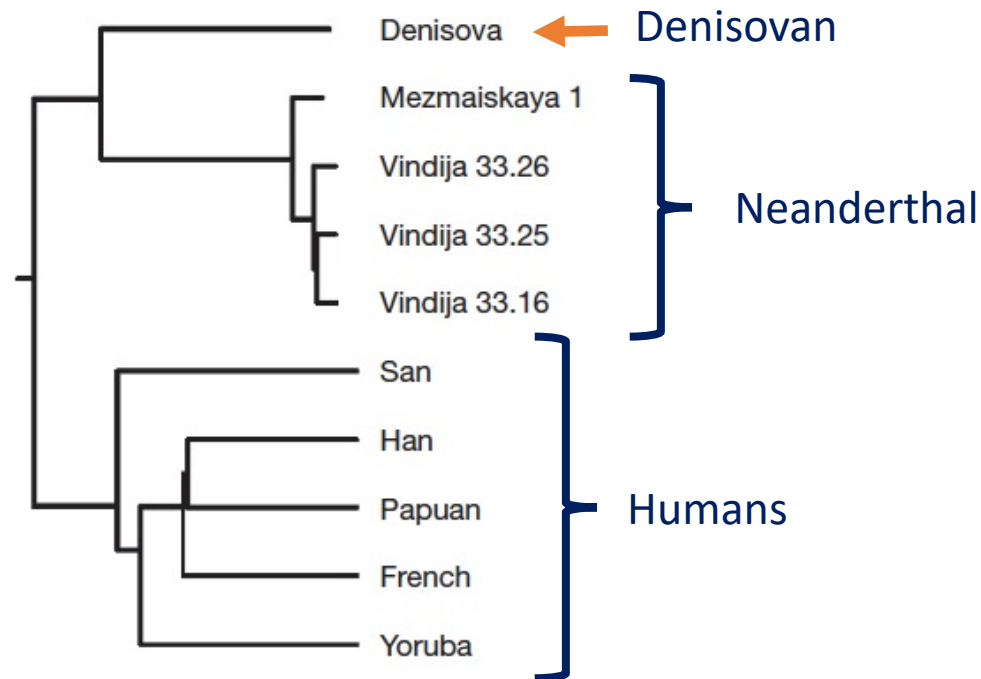 Denisova
Denisovan
Mezmaiskaya 1
Vindija 33.26
Vindija 33.25
Vindija 33.16
Neanderthal
San
Han
Papuan
French
Yoruba
Humans